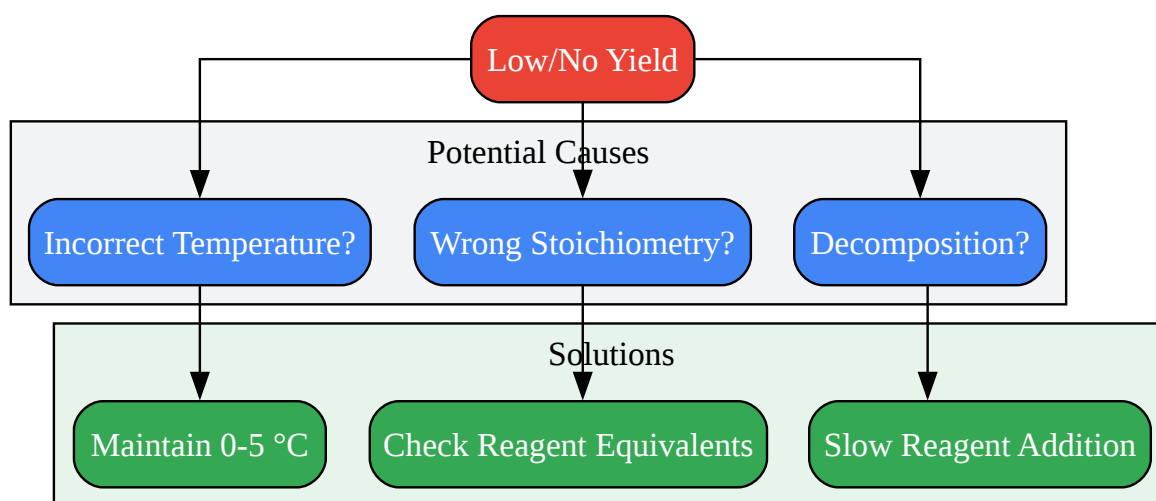 Low/No Yield
Potential Causes
Incorrect Temperature?
Wrong Stoichiometry?
Decomposition?
Solutions
Maintain 0-5 °C
Check Reagent Equivalents
Slow Reagent Addition